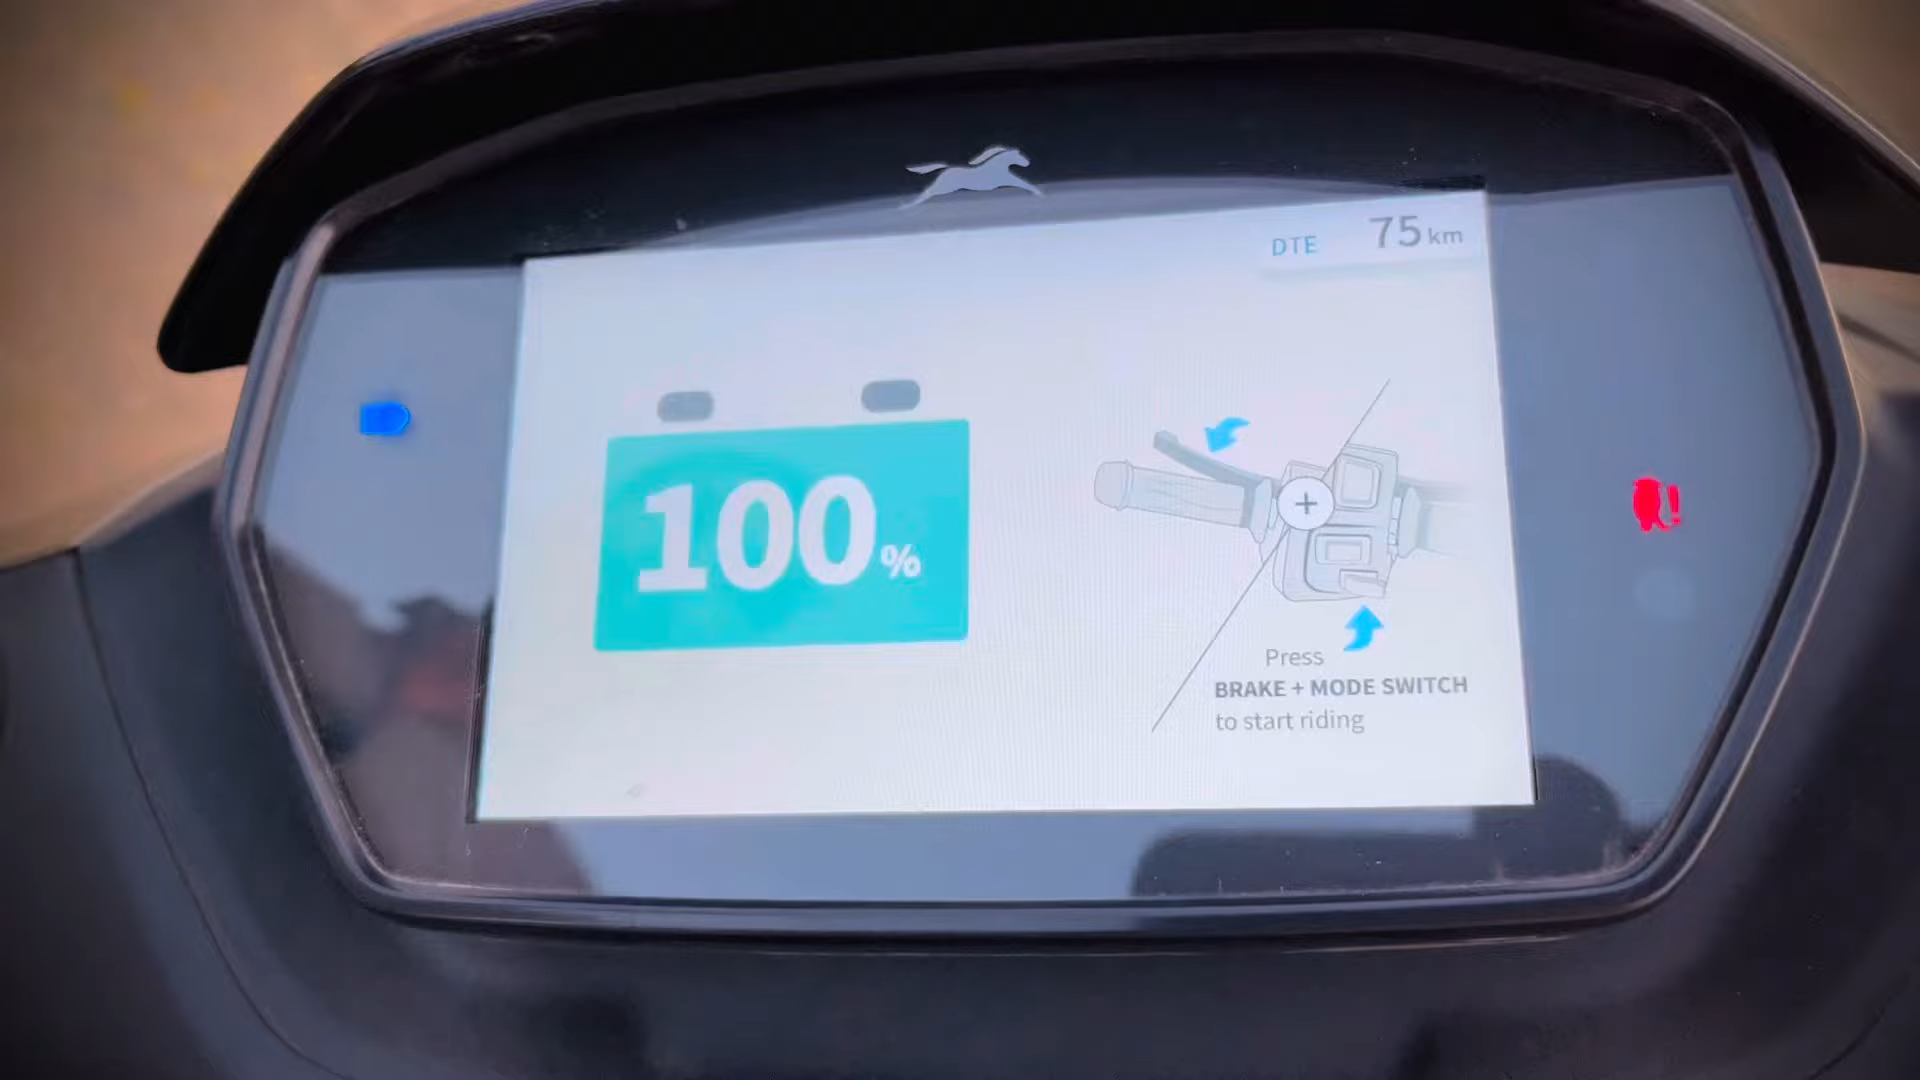 DTE 75 km
100%
Press
BRAKE + MODE SWITCH
to start riding